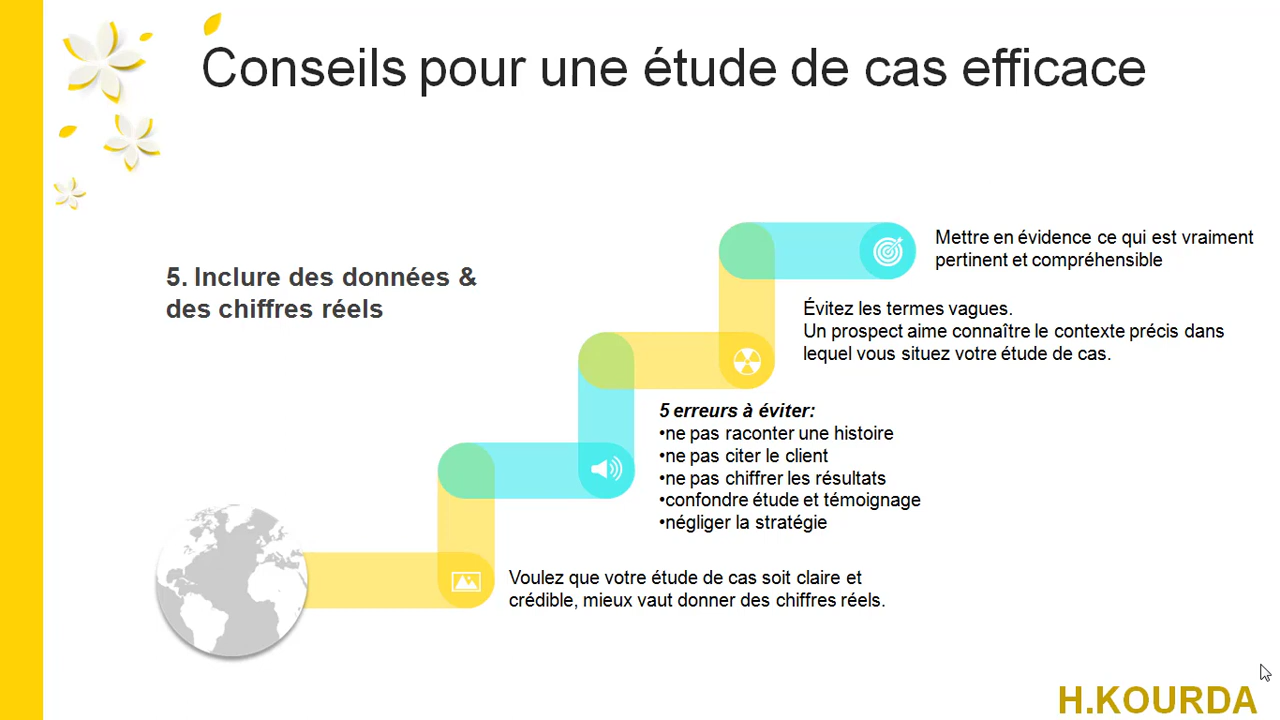 Conseils pour une étude de cas efficace
5. Inclure des données &
des chiffres réels
Mettre en évidence ce qui est vraiment
pertinent et compréhensible
Évitez les termes vagues.
Un prospect aime connaître le contexte précis dans
lequel vous situez votre étude de cas.
5 erreurs à éviter:
•ne pas raconter une histoire
•ne pas citer le client
•ne pas chiffrer les résultats
•confondre étude et témoignage
•négliger la stratégie
Voulez que votre étude de cas soit claire et
crédible, mieux vaut donner des chiffres réels.
H.KOURDA